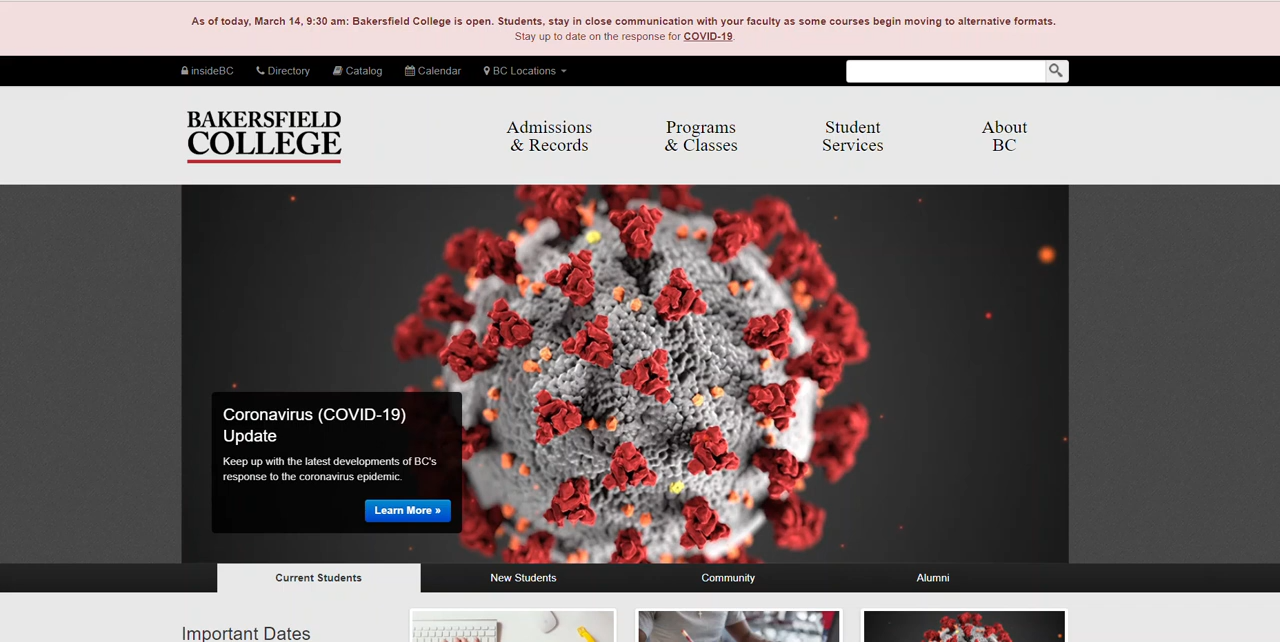 As of today, March 14, 9:30 am: Bakersfield College is open. Students, stay in close communication with your faculty as some courses begin moving to alternative formats.
Stay up to date on the response for COVID-19.
insideBC Directory Catalog Calendar BC Locations
BAKERSFIELD
COLLEGE
Admissions
& Records
Programs
& Classes
Student
Services
About
BC
Coronavirus (COVID-19)
Update
Keep up with the latest developments of BC's
response to the coronavirus epidemic.
Learn More »
Current Students New Students Community Alumni
Important Dates